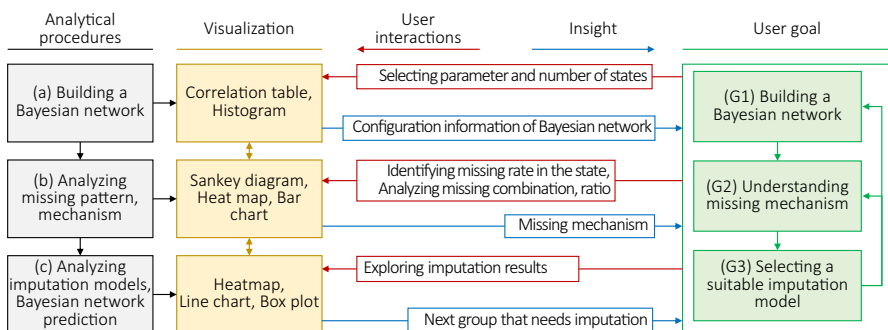 Analytical
procedures
Visualization
User
interactions
Insight
User goal
(a) Building a
Bayesian network
Correlation table,
Histogram
Selecting parameter and number of states
Configuration information of Bayesian network
(G1) Building a
Bayesian network
(b) Analyzing
missing pattern,
mechanism
Sankey diagram,
Heat map, Bar
chart
Identifying missing rate in the state,
Analyzing missing combination, ratio
Missing mechanism
(G2) Understanding
missing mechanism
(c) Analyzing
imputation models,
Bayesian network
prediction
Heatmap,
Line chart, Box plot
Exploring imputation results
Next group that needs imputation
(G3) Selecting a
suitable imputation
model